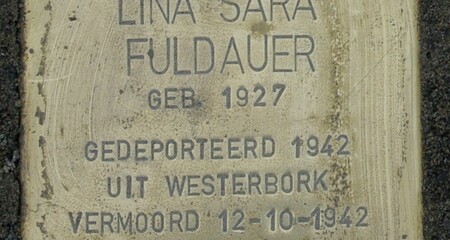 LINA SARA
FULDAUER
GEB. 1927
GEDEPORTEERD 1942
UIT WESTERBORK
VERMOORD 12-10-1942